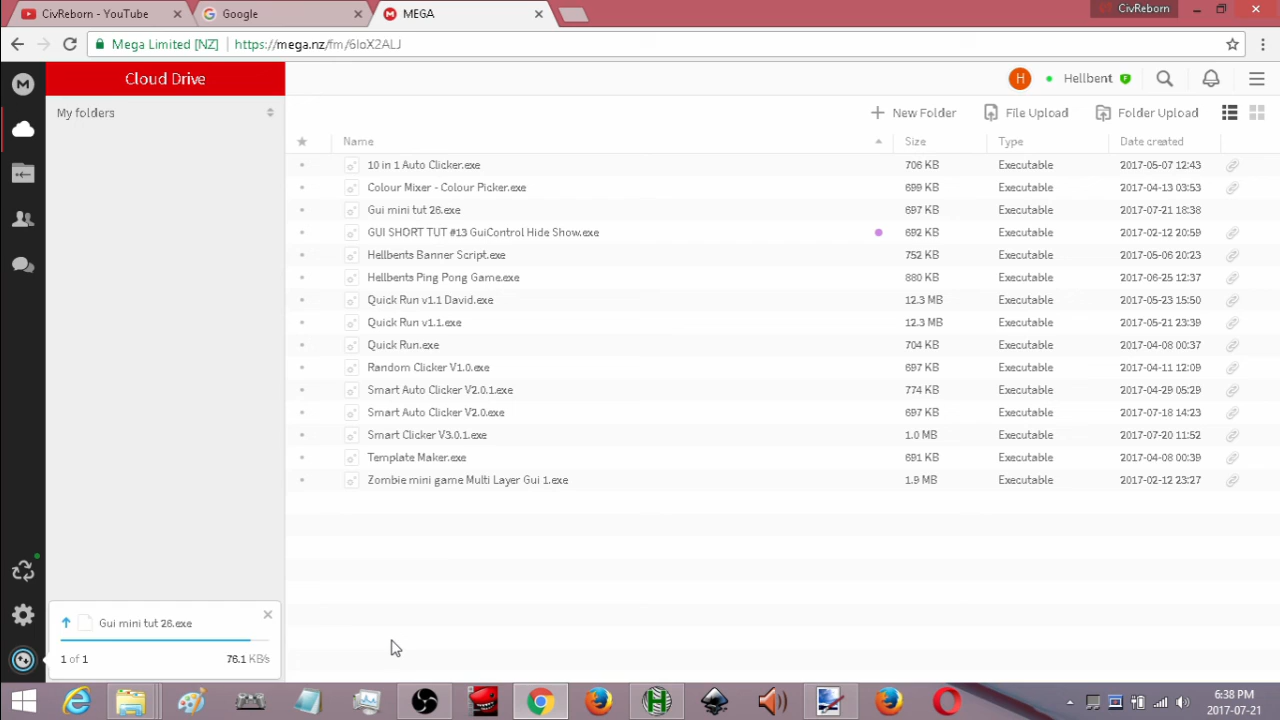 CivReborn - YouTube
Google
MEGA
CivReborn
Mega Limited [NZ]
https://mega.nz/fm/6IoX2ALJ
Cloud Drive
H
Hellbent
My folders
New Folder
File Upload
Folder Upload
Name Size Type Date created
10 in 1 Auto Clicker.exe 706 KB Executable 2017-05-07 12:43
Colour Mixer - Colour Picker.exe 699 KB Executable 2017-04-13 03:53
Gui mini tut 26.exe 697 KB Executable 2017-07-21 18:38
GUI SHORT TUT #13 GuiControl Hide Show.exe 692 KB Executable 2017-02-12 20:59
Hellbents Banner Script.exe 752 KB Executable 2017-05-06 20:23
Hellbents Ping Pong Game.exe 880 KB Executable 2017-06-25 12:37
Quick Run v1.1 David.exe 12.3 MB Executable 2017-05-23 15:50
Quick Run v1.1.exe 12.3 MB Executable 2017-05-21 23:39
Quick Run.exe 704 KB Executable 2017-04-08 00:37
Random Clicker V1.0.exe 697 KB Executable 2017-04-11 12:09
Smart Auto Clicker V2.0.1.exe 774 KB Executable 2017-04-29 05:29
Smart Auto Clicker V2.0.exe 697 KB Executable 2017-07-18 14:23
Smart Clicker V3.0.1.exe 1.0 MB Executable 2017-07-20 11:52
Template Maker.exe 691 KB Executable 2017-04-08 00:39
Zombie mini game Multi Layer Gui 1.exe 1.9 MB Executable 2017-02-12 23:27
Gui mini tut 26.exe
1 of 1 76.1 KB/s
6:38 PM
2017-07-21